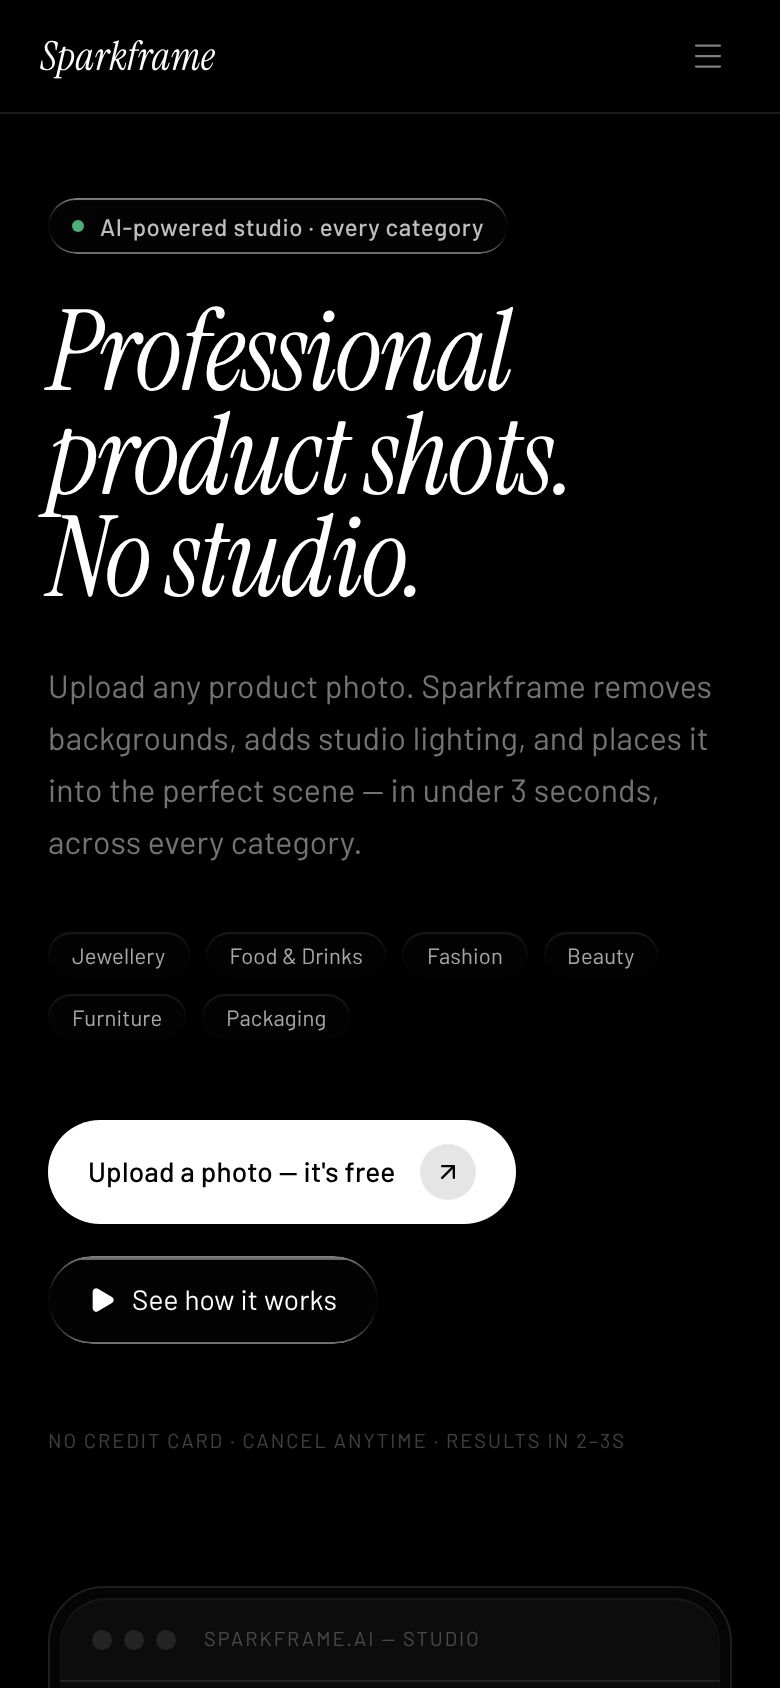 Sparkframe
AI-powered studio · every category
Professional
product shots.
No studio.
Upload any product photo. Sparkframe removes
backgrounds, adds studio lighting, and places it
into the perfect scene — in under 3 seconds,
across every category.
Jewellery Food & Drinks Fashion Beauty
Furniture Packaging
Upload a photo — it's free
See how it works
NO CREDIT CARD · CANCEL ANYTIME · RESULTS IN 2–3S
SPARKFRAME.AI — STUDIO